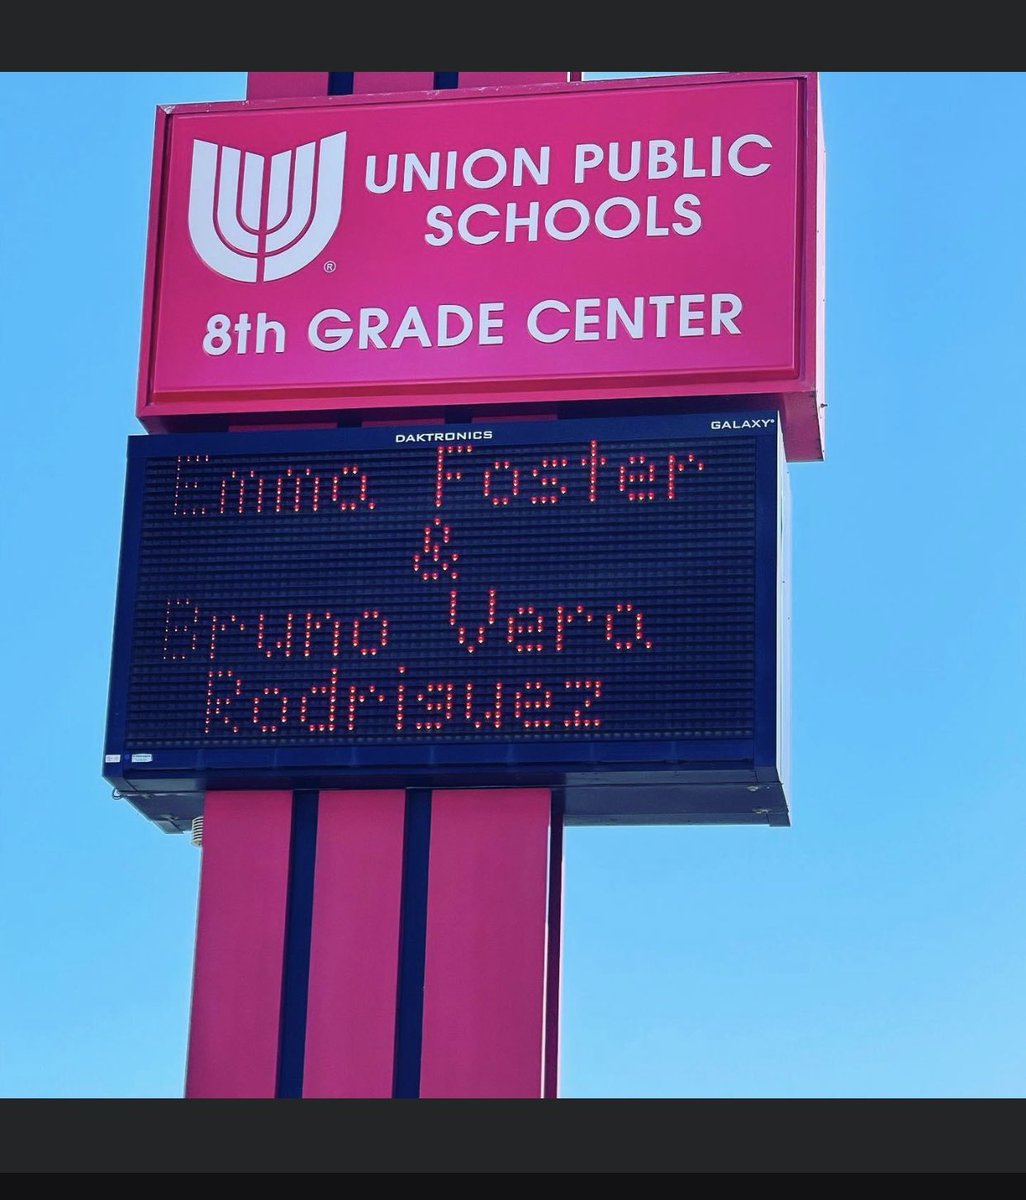 UNION PUBLIC
SCHOOLS
®
8th GRADE CENTER
DAKTRONICS
GALAXY®
Emma Foster
&
Bruno Vera
Rodriguez